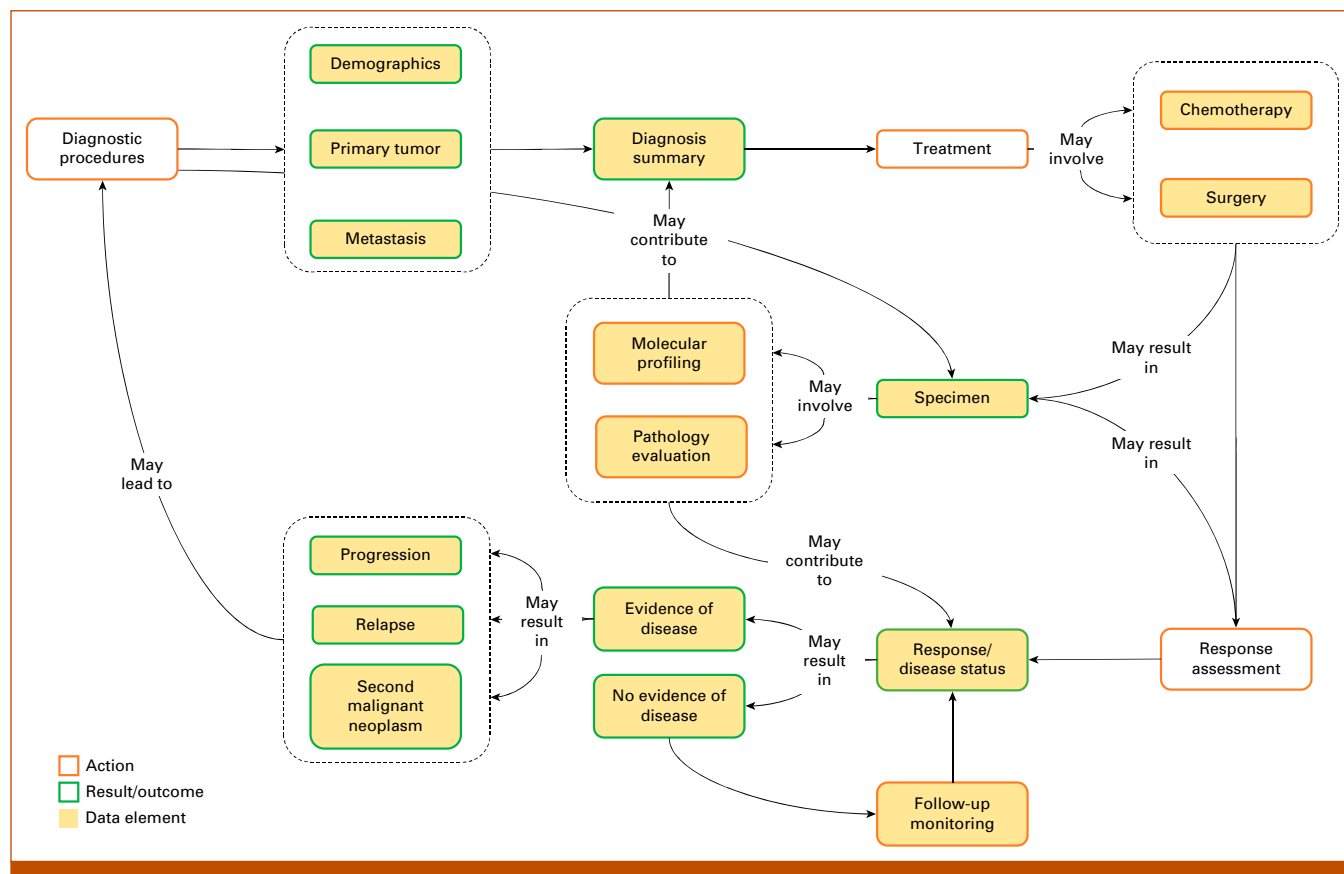 Demographics
Diagnostic
procedures
Primary tumor
Metastasis
Diagnosis
summary
Treatment
May
involve
Chemotherapy
Surgery
May
contribute
to
Molecular
profiling
Pathology
evaluation
May
involve
Specimen
May result
in
May result
in
May
lead to
May
contribute
to
Progression
Relapse
Second
malignant
neoplasm
May
result
in
Evidence of
disease
No evidence of
disease
May
result
in
Response/
disease status
Response
assessment
Follow-up
monitoring
Action
Result/outcome
Data element